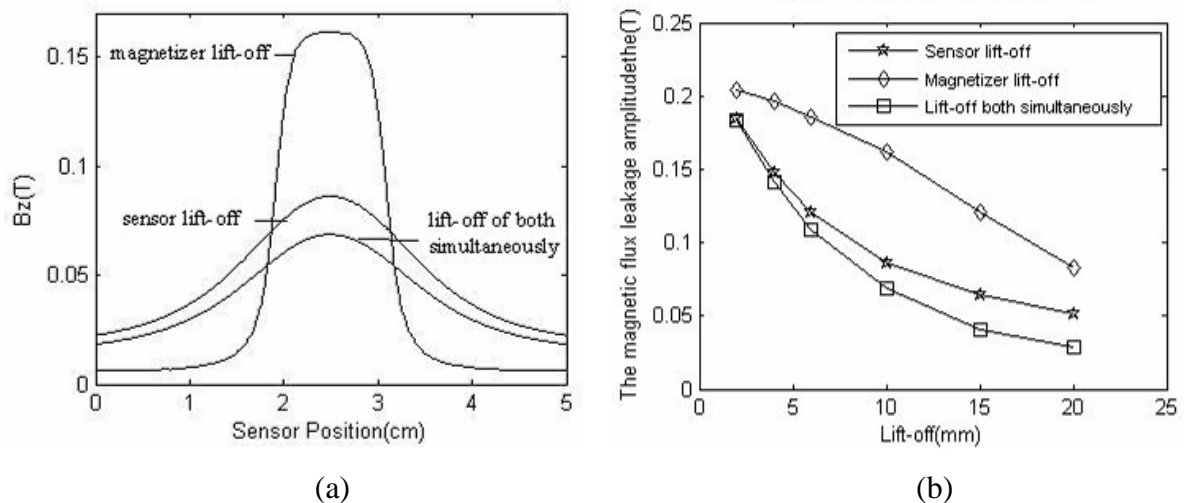 0.15
0.1
0.05
0
Bz(T)
magnetizer lift-off
sensor lift-off
lift-off of both
simultaneously
0 1 2 3 4 5
Sensor Position(cm)
(a)
0.25
0.2
0.15
0.1
0.05
0
The magnetic flux leakage amplitudethe(T)
Sensor lift-off
Magnetizer lift-off
Lift-off both simultaneously
0 5 10 15 20 25
Lift-off(mm)
(b)